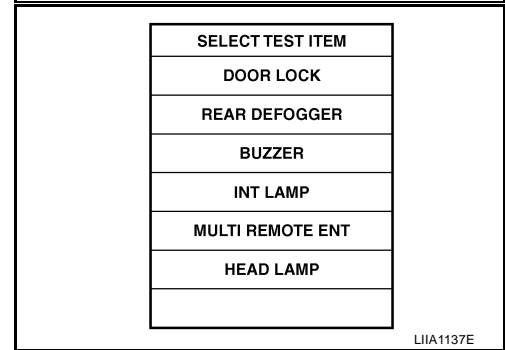 SELECT TEST ITEM
DOOR LOCK
REAR DEFOGGER
BUZZER
INT LAMP
MULTI REMOTE ENT
HEAD LAMP
LIIA1137E